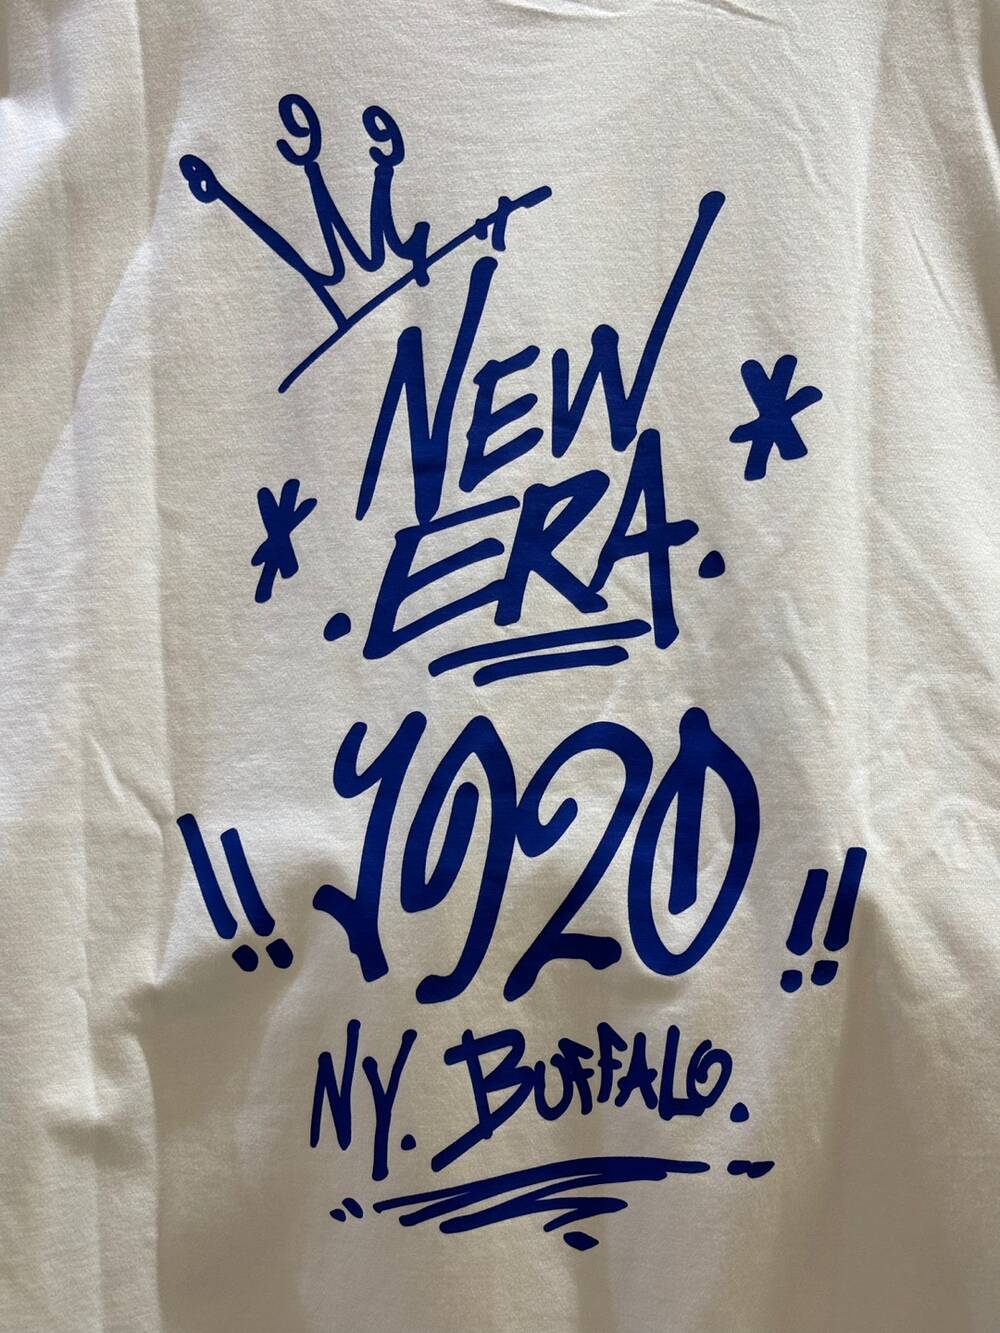 NEW
ERA.
!! 1920 !!
NY. BUFFALO.